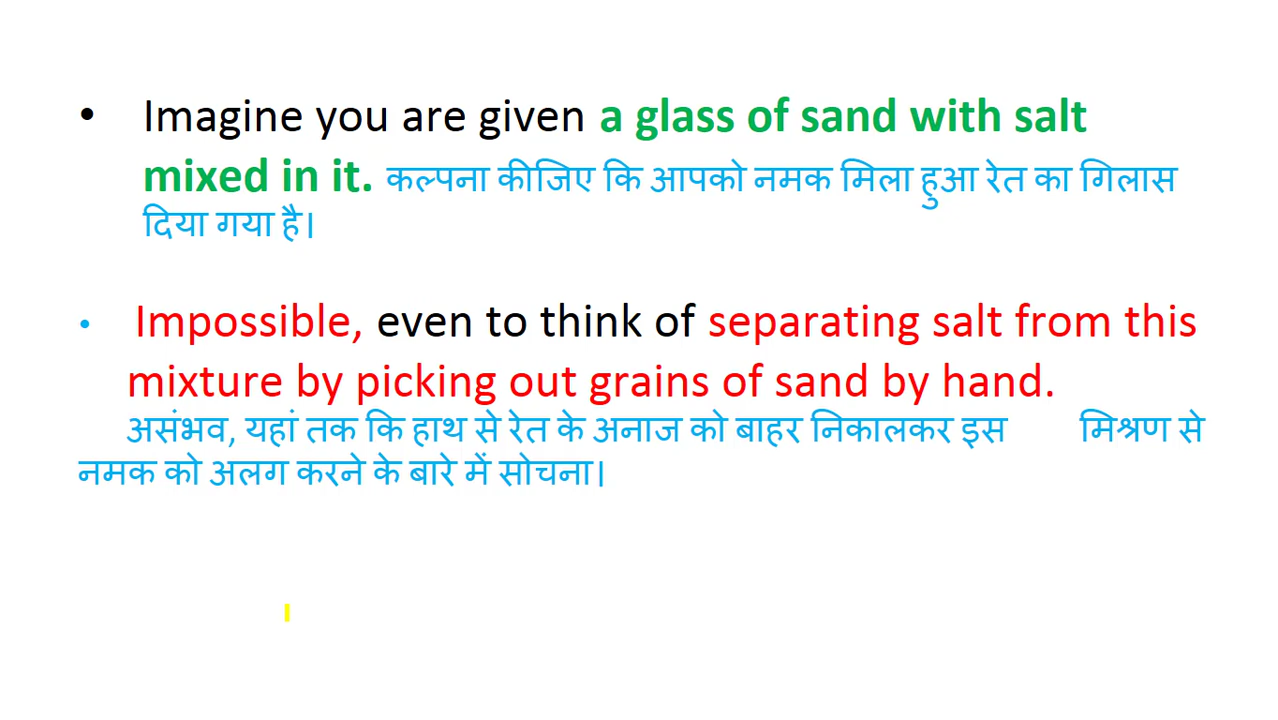 • Imagine you are given a glass of sand with salt
mixed in it. कल्पना कीजिए कि आपको नमक मिला हुआ रेत का गिलास
दिया गया है।
• Impossible, even to think of separating salt from this
mixture by picking out grains of sand by hand.
असंभव, यहां तक कि हाथ से रेत के अनाज को बाहर निकालकर इस मिश्रण से
नमक को अलग करने के बारे में सोचना।